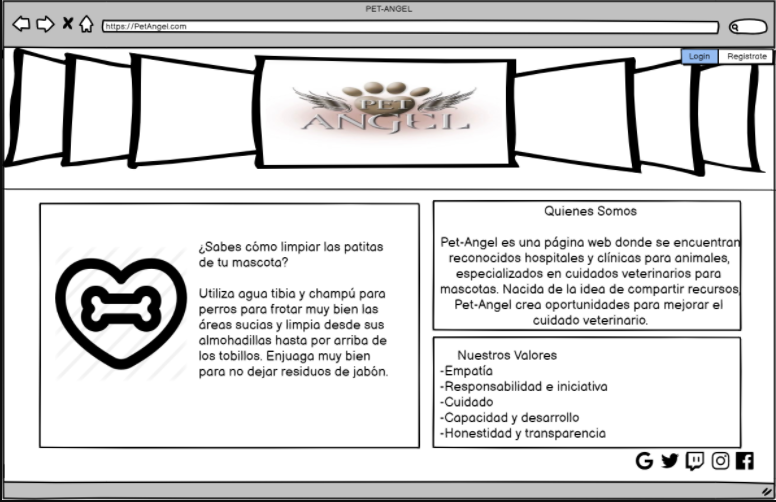 PET-ANGEL
https://PetAngel.com
Login
Registrate
PET
ANGEL
¿Sabes cómo limpiar las patitas
de tu mascota?
Utiliza agua tibia y champú para
perros para frotar muy bien las
áreas sucias y limpia desde sus
almohadillas hasta por arriba de
los tobillos. Enjuaga muy bien
para no dejar residuos de jabón.
Quienes Somos
Pet-Angel es una página web donde se encuentran
reconocidos hospitales y clínicas para animales,
especializados en cuidados veterinarios para
mascotas. Nacida de la idea de compartir recursos,
Pet-Angel crea oportunidades para mejorar el
cuidado veterinario.
Nuestros Valores
-Empatía
-Responsabilidad e iniciativa
-Cuidado
-Capacidad y desarrollo
-Honestidad y transparencia